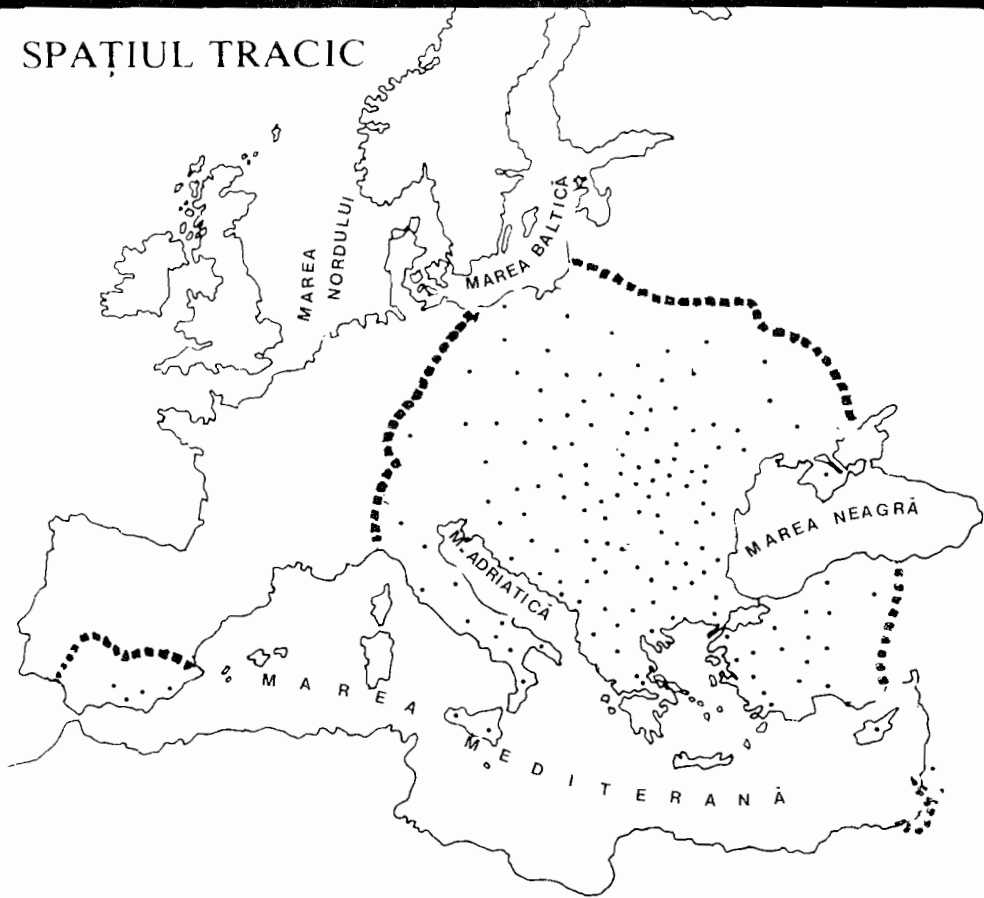 SPAȚIUL TRACIC
MAREA
NORDULUI
MAREA BALTICĂ
MAREA NEAGRĂ
M. ADRIATICĂ
MAREA
MEDITERANĂ